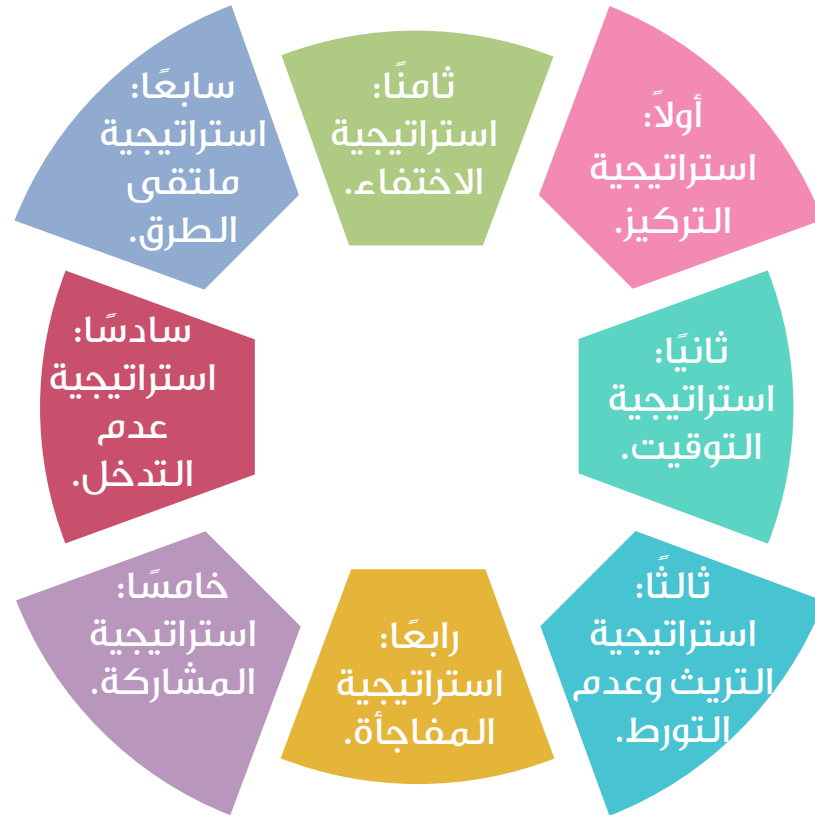 أولاً:
استراتيجية
التركيز.
ثانيًا:
استراتيجية
التوقيت.
ثالثًا:
استراتيجية
التريث وعدم
التورط.
رابعًا:
استراتيجية
المفاجأة.
خامسًا:
استراتيجية
المشاركة.
سادسًا:
استراتيجية
عدم
التدخل.
سابعًا:
استراتيجية
ملتقى
الطرق.
ثامنًا:
استراتيجية
الاختفاء.